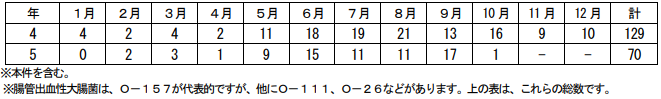 年 1月 2月 3月 4月 5月 6月 7月 8月 9月 10月 11月 12月 計
4 4 2 4 2 11 18 19 21 13 16 9 10 129
5 0 2 3 1 9 15 11 11 17 1 － － 70
※本件を含む。
※腸管出血性大腸菌は、Ｏ－１５７が代表的ですが、他にＯ－１１１、Ｏ－２６などがあります。上の表は、これらの総数です。